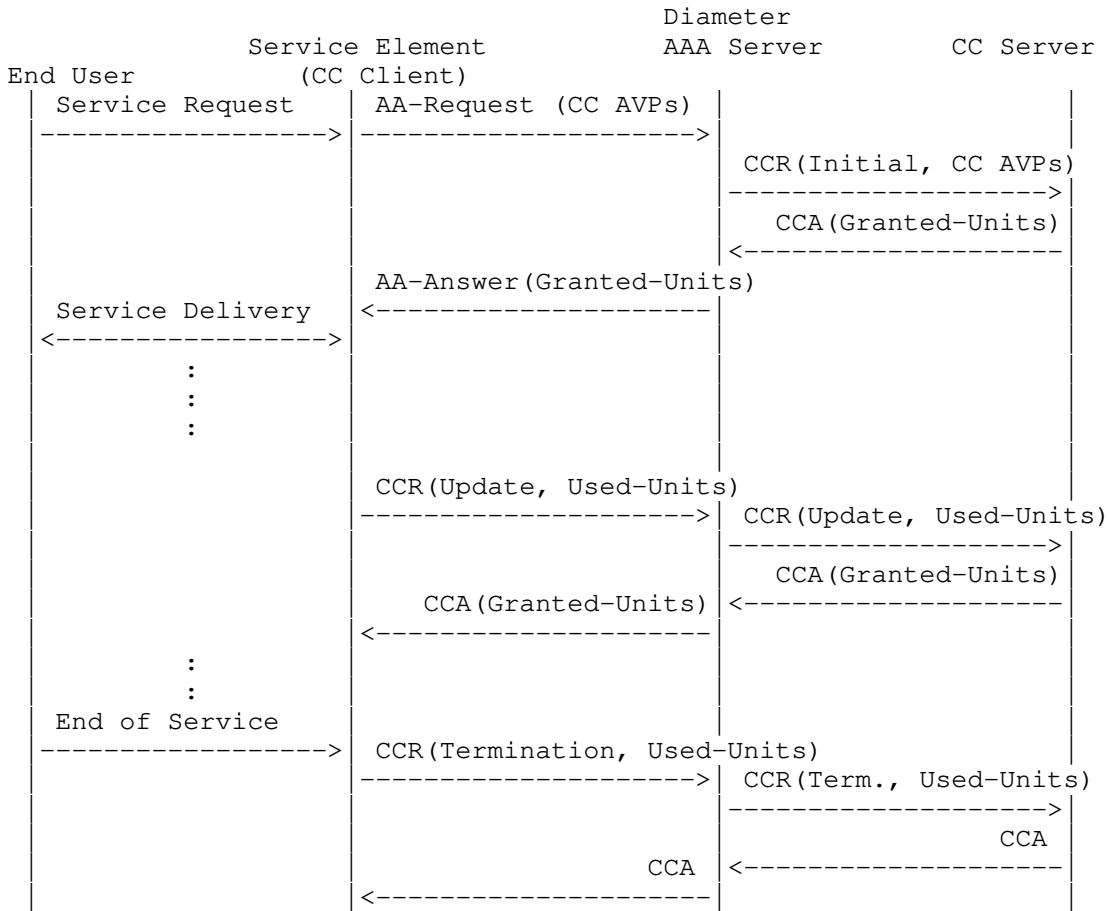 Diameter
Service Element AAA Server CC Server
End User (CC Client)
Service Request AA-Request (CC AVPs)
CCR(Initial, CC AVPs)
CCA(Granted-Units)
AA-Answer(Granted-Units)
Service Delivery
:
:
:
CCR(Update, Used-Units)
CCR(Update, Used-Units)
CCA(Granted-Units)
CCA(Granted-Units)
:
:
End of Service
CCR(Termination, Used-Units)
CCR(Term., Used-Units)
CCA
CCA